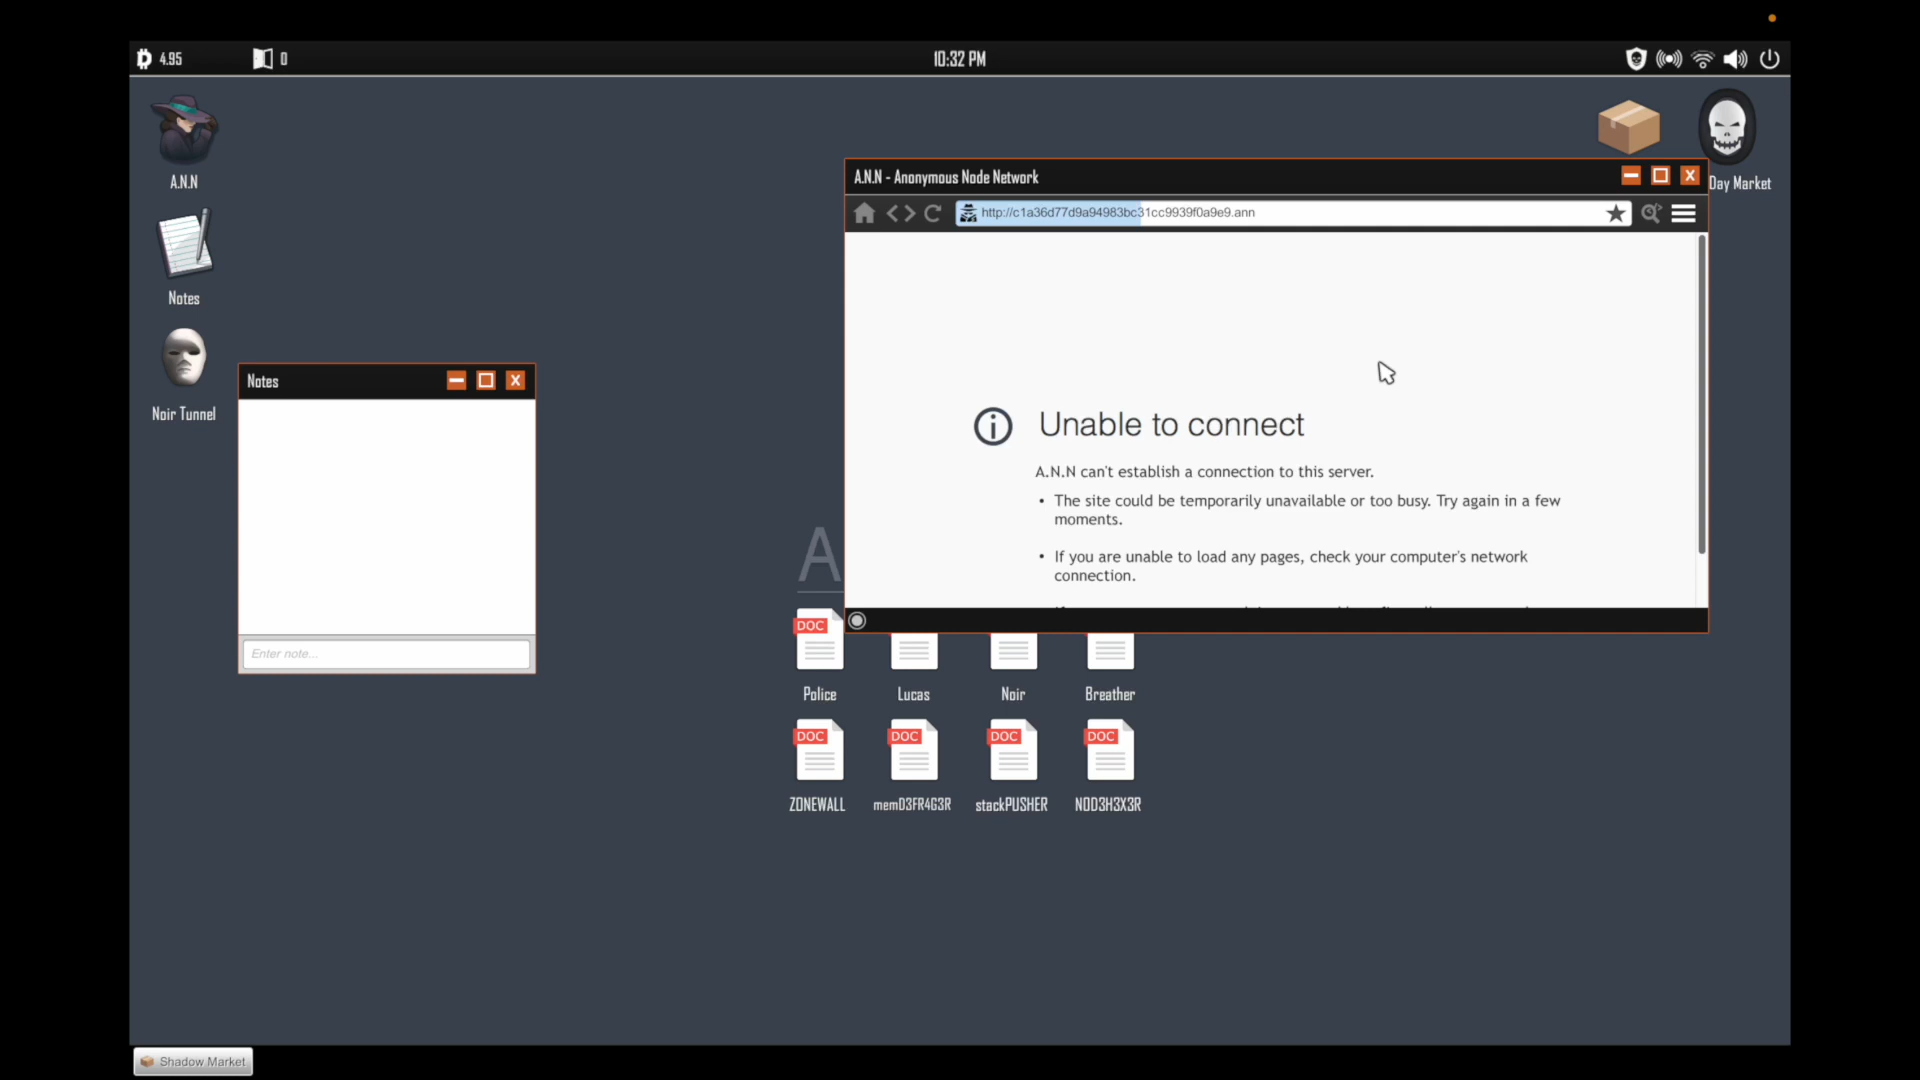 4.95
0
10:32 PM
A.N.N
Notes
Noir Tunnel
Day Market
A.N.N - Anonymous Node Network
http://c1a36d77d9a94983bc31cc9939f0a9e9.ann
Unable to connect
A.N.N can't establish a connection to this server.
• The site could be temporarily unavailable or too busy. Try again in a few
moments.
• If you are unable to load any pages, check your computer's network
connection.
Notes
Enter note...
A
DOC
Police
Lucas
Noir
Breather
DOC
DOC
DOC
DOC
ZONEWALL
memD3FR4G3R
stackPUSHER
NOD3H3X3R
Shadow Market